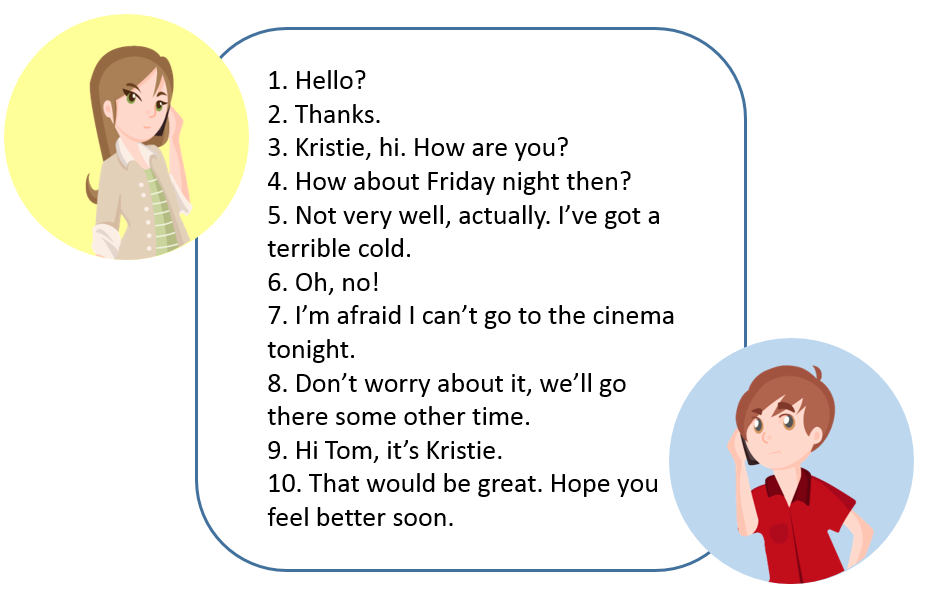 1. Hello?
2. Thanks.
3. Kristie, hi. How are you?
4. How about Friday night then?
5. Not very well, actually. I’ve got a
terrible cold.
6. Oh, no!
7. I’m afraid I can’t go to the cinema
tonight.
8. Don’t worry about it, we’ll go
there some other time.
9. Hi Tom, it’s Kristie.
10. That would be great. Hope you
feel better soon.